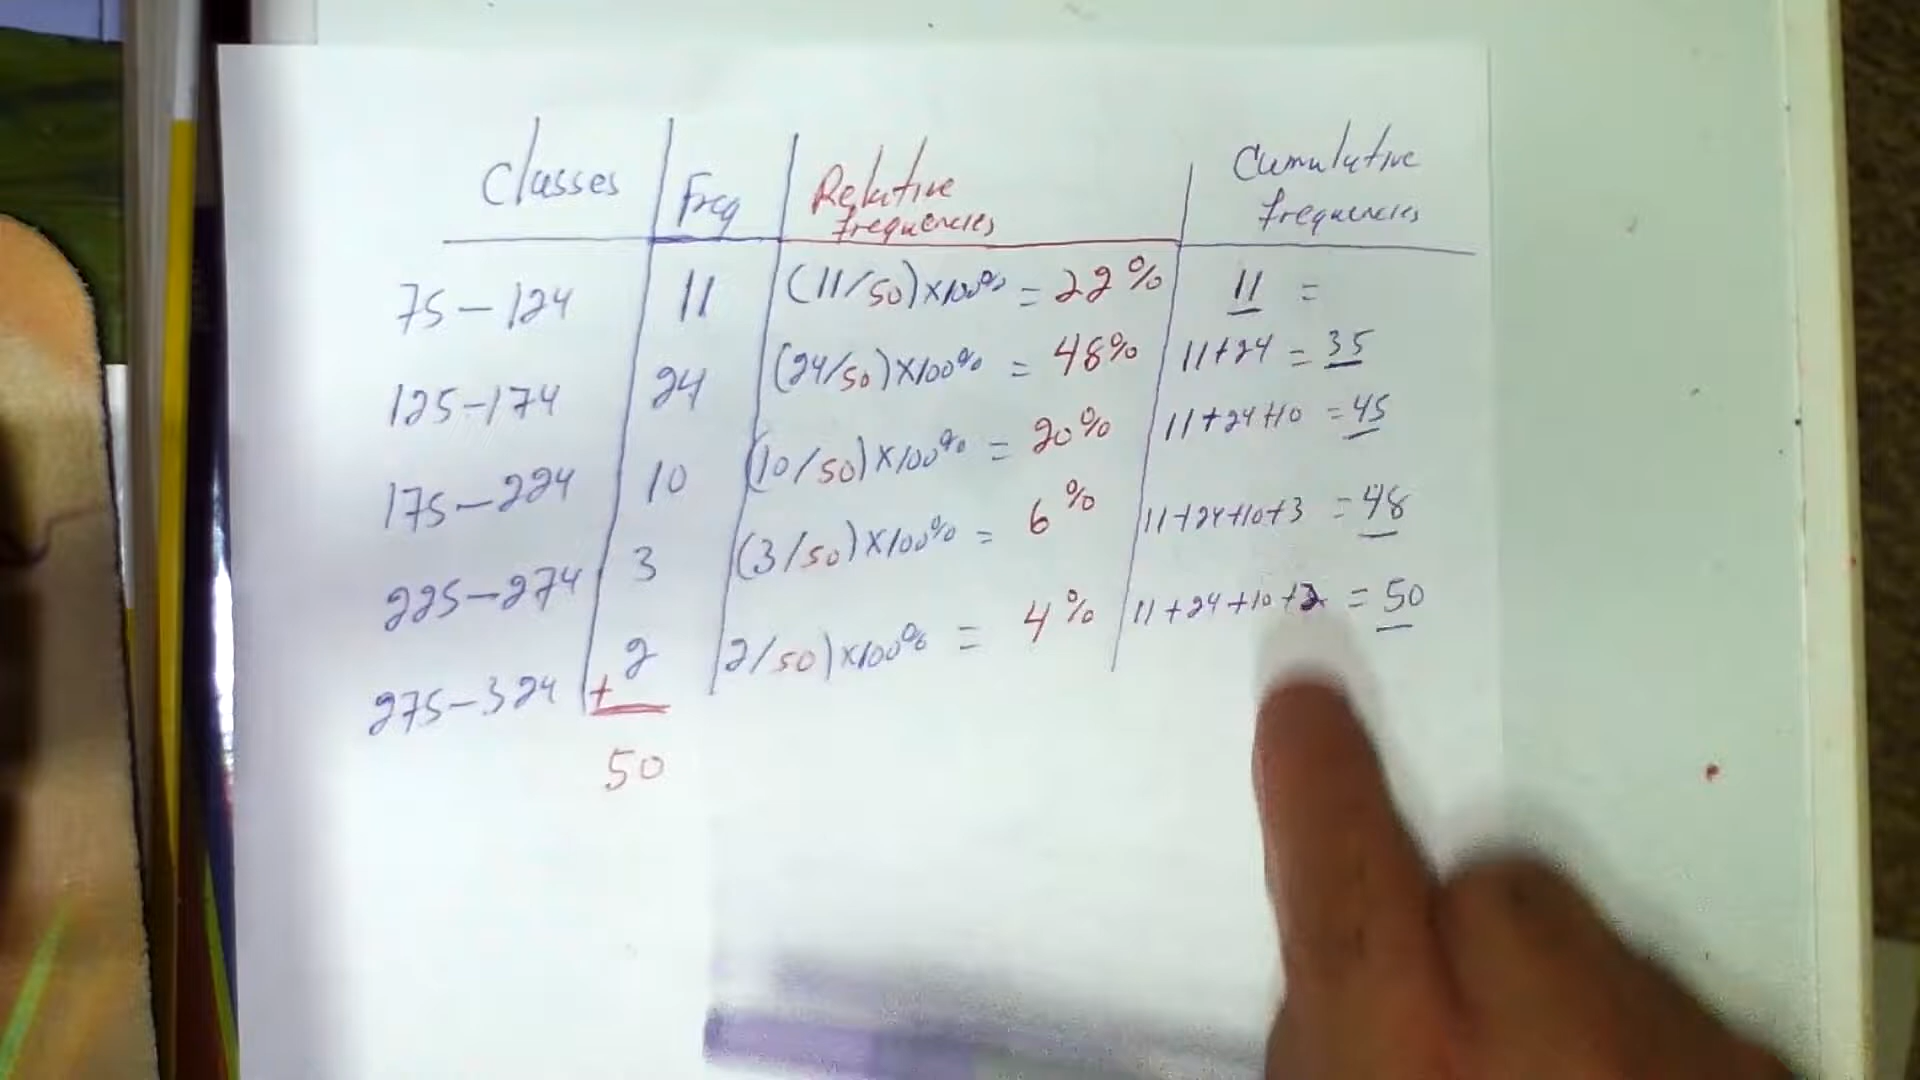 Classes Freq Relative frequencies Cumulative frequencies
75-124 11 (11/50)x100% = 22% 11 =
125-174 24 (24/50)x100% = 48% 11+24 = 35
175-224 10 (10/50)x100% = 20% 11+24+10 = 45
225-274 3 (3/50)x100% = 6% 11+24+10+3 = 48
275-324 + 2 2/50)x100% = 4% 11+24+10+2 = 50
50